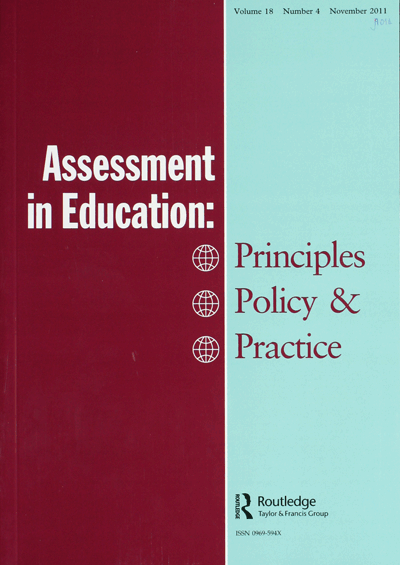 Volume 18 Number 4 November 2011
Assessment
in Education:
Principles
Policy &
Practice
ROUTLEDGE
Routledge
Taylor & Francis Group
ISSN 0969-594X